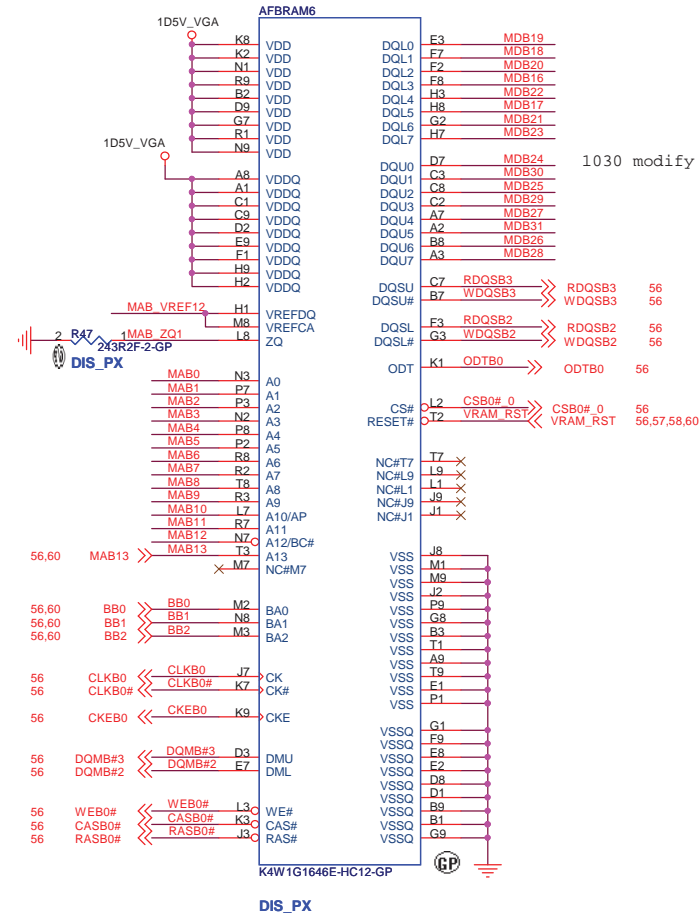 AFBRAM6
1D5V_VGA
K8 VDD DQL0 E3 MDB19
K2 VDD DQL1 F7 MDB18
N1 VDD DQL2 F2 MDB20
R9 VDD DQL3 F8 MDB16
B2 VDD DQL4 H3 MDB22
D9 VDD DQL5 H8 MDB17
G7 VDD DQL6 G2 MDB21
R1 VDD DQL7 H7 MDB23
N9 VDD
1D5V_VGA
1030 modify
A8 VDDQ DQU0 D7 MDB24
A1 VDDQ DQU1 C3 MDB30
C1 VDDQ DQU2 C8 MDB25
C9 VDDQ DQU3 C2 MDB29
D2 VDDQ DQU4 A7 MDB27
E9 VDDQ DQU5 A2 MDB31
F1 VDDQ DQU6 B8 MDB26
H9 VDDQ DQU7 A3 MDB28
H2 VDDQ
DQSU C7 RDQSB3 RDQSB3 56
DQSU# B7 WDQSB3 WDQSB3 56
MAB_VREF12 H1 VREFDQ
M8 VREFCA
DQSL F3 RDQSB2 RDQSB2 56
DQSL# G3 WDQSB2 WDQSB2 56
2 R47 1 MAB_ZQ1 L8 ZQ
243R2F-2-GP
DIS_PX
ODT K1 ODTB0 ODTB0 56
MAB0 N3 A0
MAB1 P7 A1
MAB2 P3 A2
MAB3 N2 A3
MAB4 P8 A4
MAB5 P2 A5
MAB6 R8 A6
MAB7 R2 A7
MAB8 T8 A8
MAB9 R3 A9
MAB10 L7 A10/AP
MAB11 R7 A11
MAB12 N7 A12/BC#
56,60 MAB13 MAB13 T3 A13
M7 NC#M7
CS# L2 CSB0#_0 CSB0#_0 56
RESET# T2 VRAM_RST VRAM_RST 56,57,58,60
NC#T7 T7
NC#L9 L9
NC#L1 L1
NC#J9 J9
NC#J1 J1
56,60 BB0 BB0 M2 BA0
56,60 BB1 BB1 N8 BA1
56,60 BB2 BB2 M3 BA2
56 CLKB0 CLKB0 J7 CK
56 CLKB0# CLKB0# K7 CK#
56 CKEB0 CKEB0 K9 CKE
56 DQMB#3 DQMB#3 D3 DMU
56 DQMB#2 DQMB#2 E7 DML
56 WEB0# WEB0# L3 WE#
56 CASB0# CASB0# K3 CAS#
56 RASB0# RASB0# J3 RAS#
VSS J8
VSS M1
VSS M9
VSS J2
VSS P9
VSS G8
VSS B3
VSS T1
VSS A9
VSS T9
VSS E1
VSS P1
VSSQ G1
VSSQ F9
VSSQ E8
VSSQ E2
VSSQ D8
VSSQ D1
VSSQ B9
VSSQ B1
VSSQ G9
K4W1G1646E-HC12-GP
GP
DIS_PX